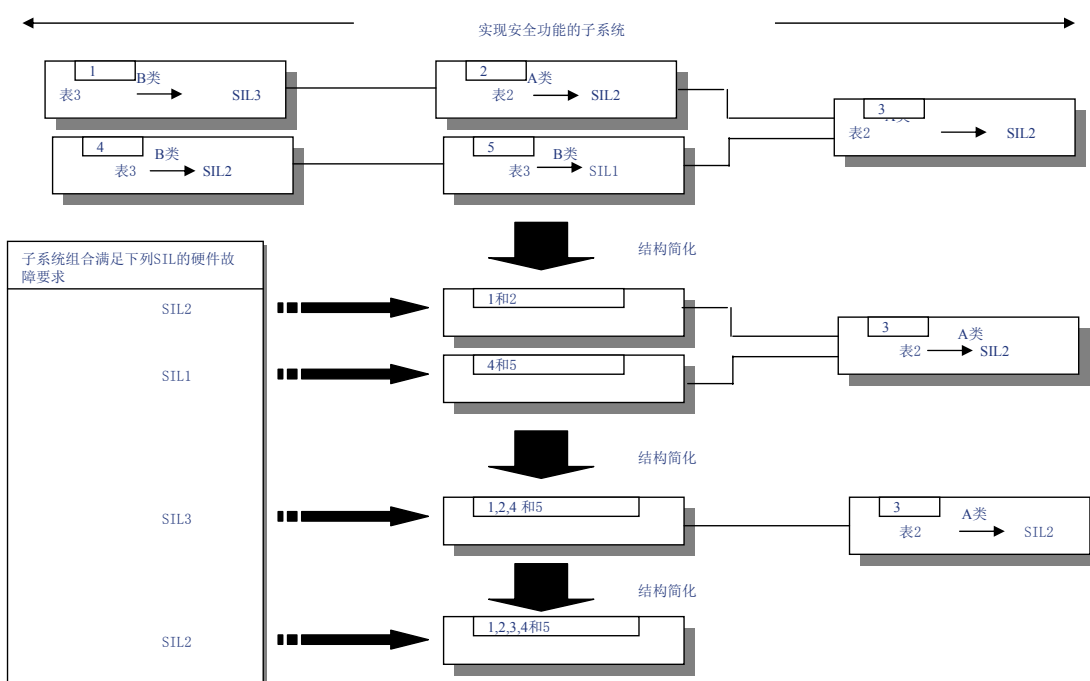 实现安全功能的子系统
1
B类
表3
SIL3
2
A类
表2
SIL2
3
A类
表2
SIL2
4
B类
表3
SIL2
5
B类
表3
SIL1
结构简化
子系统组合满足下列SIL的硬件故
障要求
SIL2
1和2
3
A类
表2
SIL2
SIL1
4和5
结构简化
SIL3
1,2,4 和5
3
A类
表2
SIL2
结构简化
SIL2
1,2,3,4和5